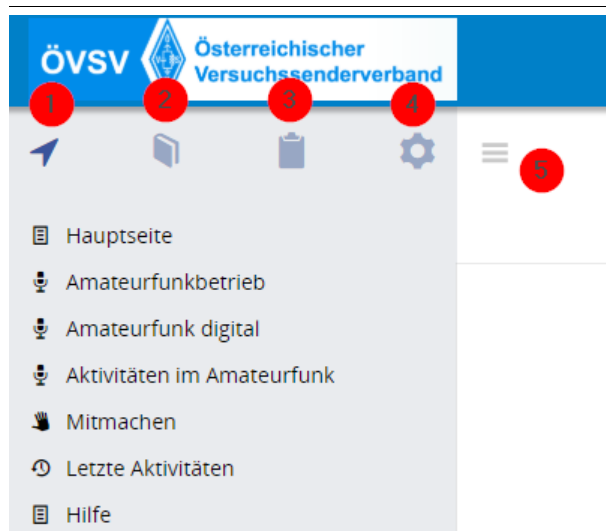 ÖVSV
Österreichischer
Versuchssenderverband
1
2
3
4
5
Hauptseite
Amateurfunkbetrieb
Amateurfunk digital
Aktivitäten im Amateurfunk
Mitmachen
Letzte Aktivitäten
Hilfe